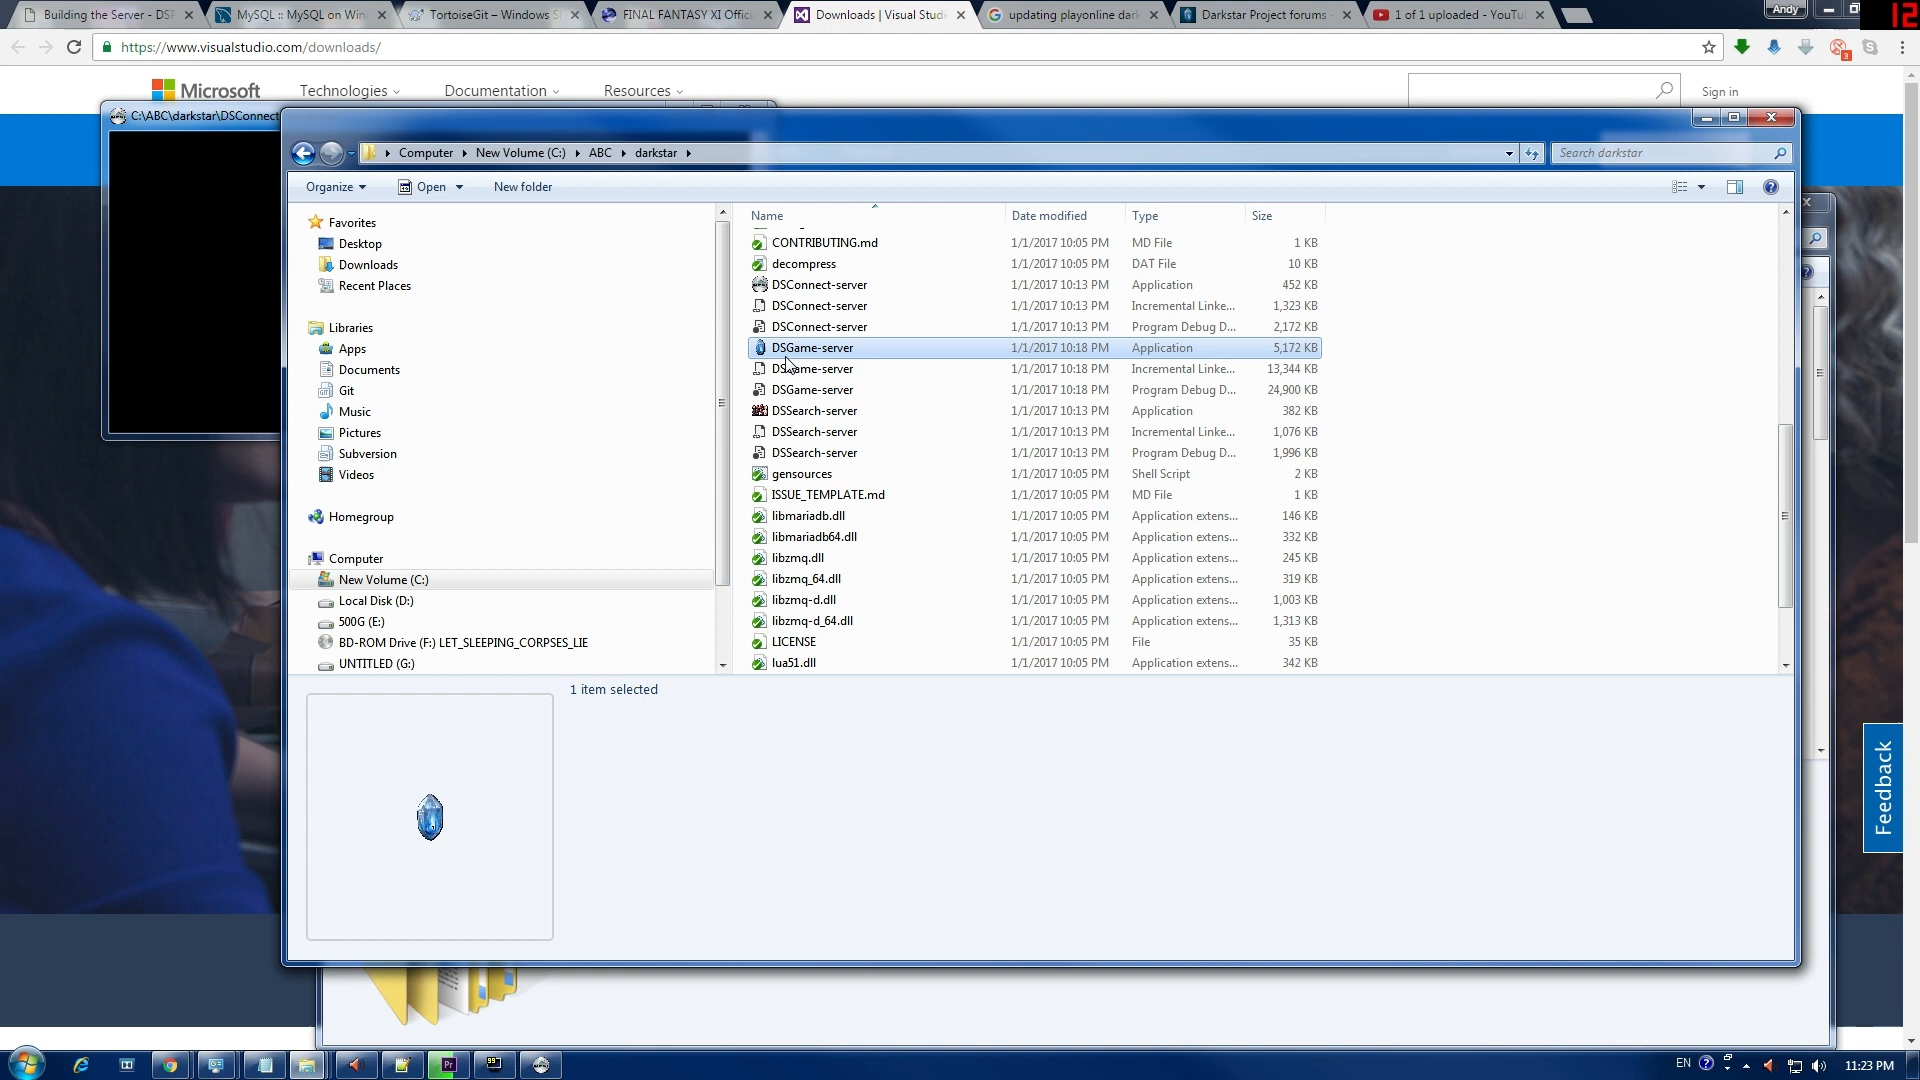 Building the Server - DSP
MySQL :: MySQL on Wind
TortoiseGit – Windows S
FINAL FANTASY XI Offici
Downloads | Visual Studi
updating playonline dark
Darkstar Project forums -
1 of 1 uploaded - YouTu
Andy
12
https://www.visualstudio.com/downloads/
3
Microsoft
Technologies
Documentation
Resources
Sign in
C:\ABC\darkstar\DSConnect
Computer
New Volume (C:)
ABC
darkstar
Search darkstar
Organize
Open
New folder
Name Date modified Type Size
CONTRIBUTING.md 1/1/2017 10:05 PM MD File 1 KB
decompress 1/1/2017 10:05 PM DAT File 10 KB
DSConnect-server 1/1/2017 10:13 PM Application 452 KB
DSConnect-server 1/1/2017 10:13 PM Incremental Linke... 1,323 KB
DSConnect-server 1/1/2017 10:13 PM Program Debug D... 2,172 KB
DSGame-server 1/1/2017 10:18 PM Application 5,172 KB
DSGame-server 1/1/2017 10:18 PM Incremental Linke... 13,344 KB
DSGame-server 1/1/2017 10:18 PM Program Debug D... 24,900 KB
DSSearch-server 1/1/2017 10:13 PM Application 382 KB
DSSearch-server 1/1/2017 10:13 PM Incremental Linke... 1,076 KB
DSSearch-server 1/1/2017 10:13 PM Program Debug D... 1,996 KB
gensources 1/1/2017 10:05 PM Shell Script 2 KB
ISSUE_TEMPLATE.md 1/1/2017 10:05 PM MD File 1 KB
libmariadb.dll 1/1/2017 10:05 PM Application extens... 146 KB
libmariadb64.dll 1/1/2017 10:05 PM Application extens... 332 KB
libzmq.dll 1/1/2017 10:05 PM Application extens... 245 KB
libzmq_64.dll 1/1/2017 10:05 PM Application extens... 319 KB
libzmq-d.dll 1/1/2017 10:05 PM Application extens... 1,003 KB
libzmq-d_64.dll 1/1/2017 10:05 PM Application extens... 1,313 KB
LICENSE 1/1/2017 10:05 PM File 35 KB
lua51.dll 1/1/2017 10:05 PM Application extens... 342 KB
Favorites
Desktop
Downloads
Recent Places
Libraries
Apps
Documents
Git
Music
Pictures
Subversion
Videos
Homegroup
Computer
New Volume (C:)
Local Disk (D:)
500G (E:)
BD-ROM Drive (F:) LET_SLEEPING_CORPSES_LIE
UNTITLED (G:)
1 item selected
Feedback
Pr
99
EN
11:23 PM